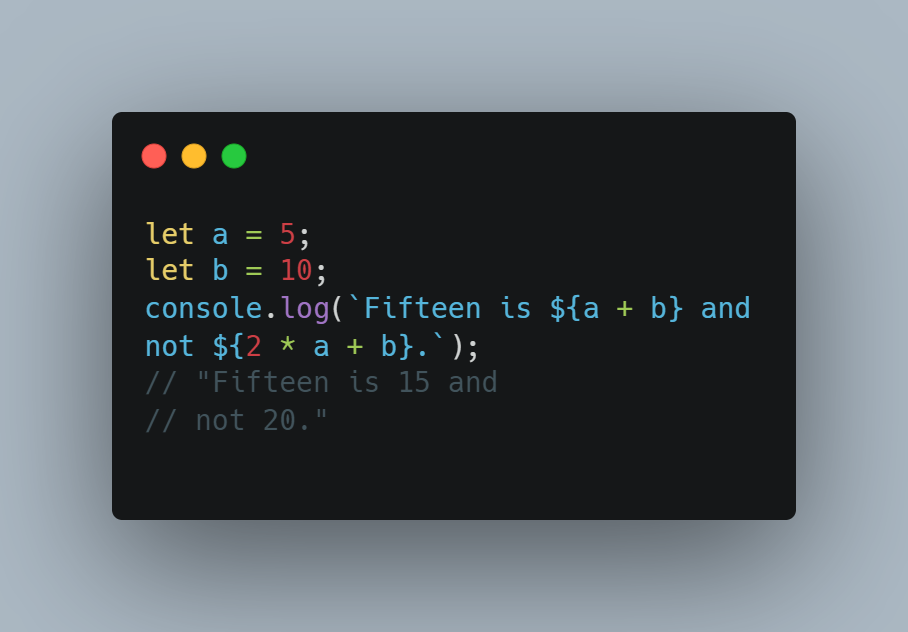 let a = 5;
let b = 10;
console.log(`Fifteen is ${a + b} and
not ${2 * a + b}.`);
// "Fifteen is 15 and
// not 20."